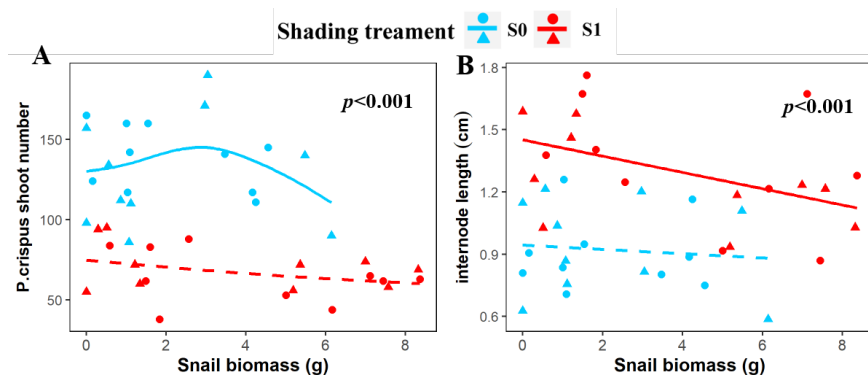 Shading treament S0 S1
A
P.crispus shoot number
p<0.001
150
100
50
0 2 4 6 8
Snail biomass (g)
B
internode length (cm)
p<0.001
1.8
1.5
1.2
0.9
0.6
0 2 4 6 8
Snail biomass (g)